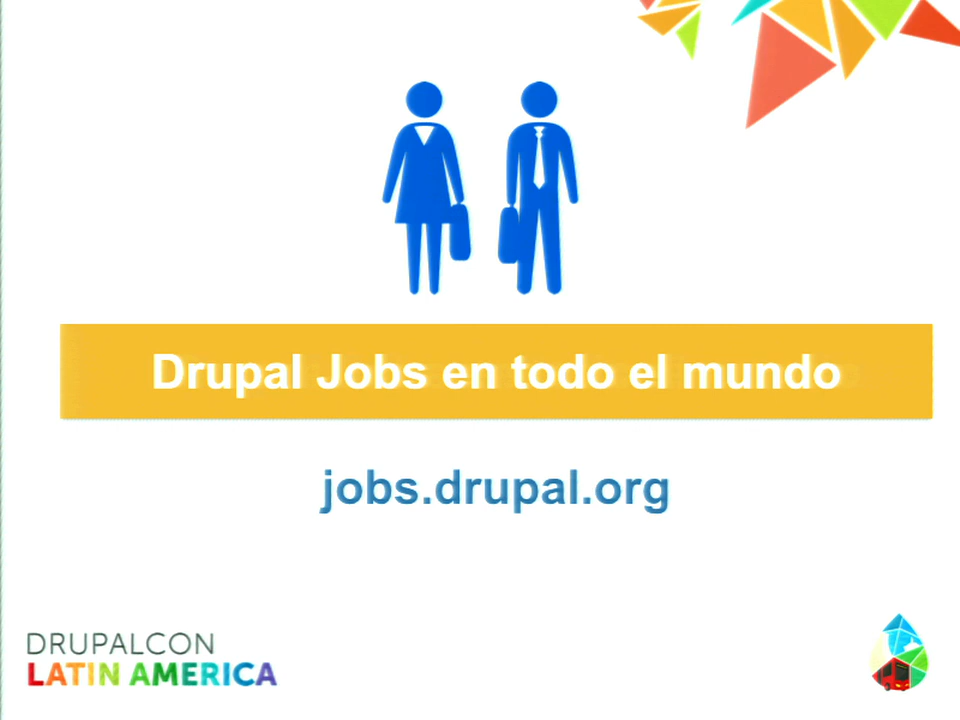 Drupal Jobs en todo el mundo
jobs.drupal.org
DRUPALCON
LATIN AMERICA